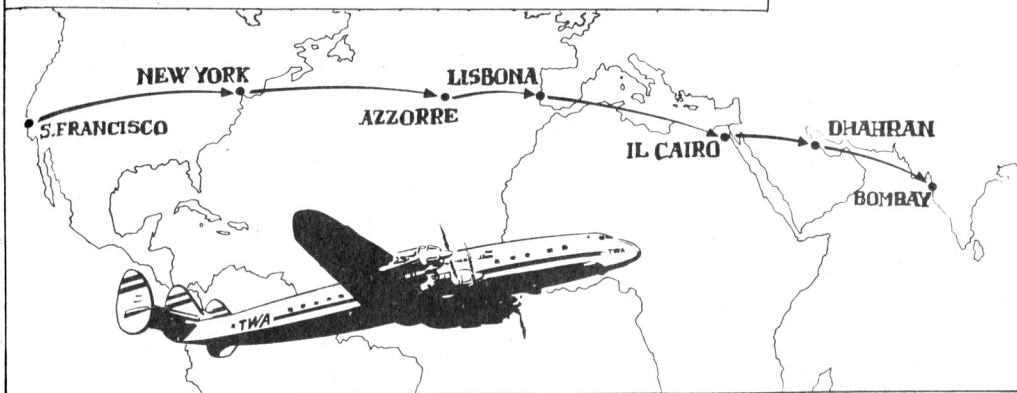 NEW YORK
LISBONA
S. FRANCISCO
AZZORRE
IL CAIRO
DHAHRAN
BOMBAY
TWA
TWA